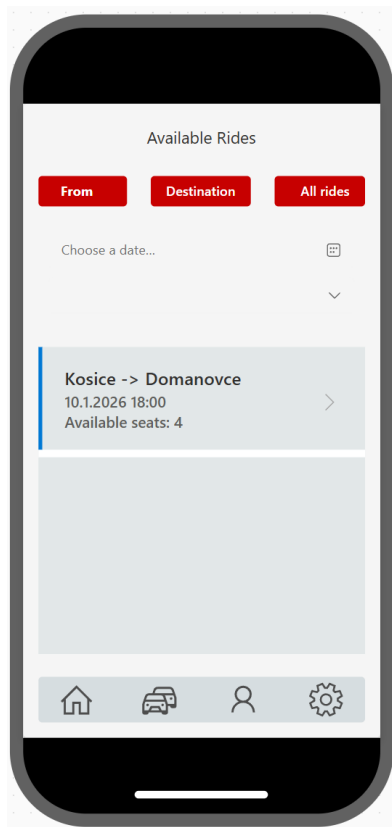 Available Rides
From
Destination
All rides
Choose a date...
Kosice -> Domanovce
10.1.2026 18:00
Available seats: 4